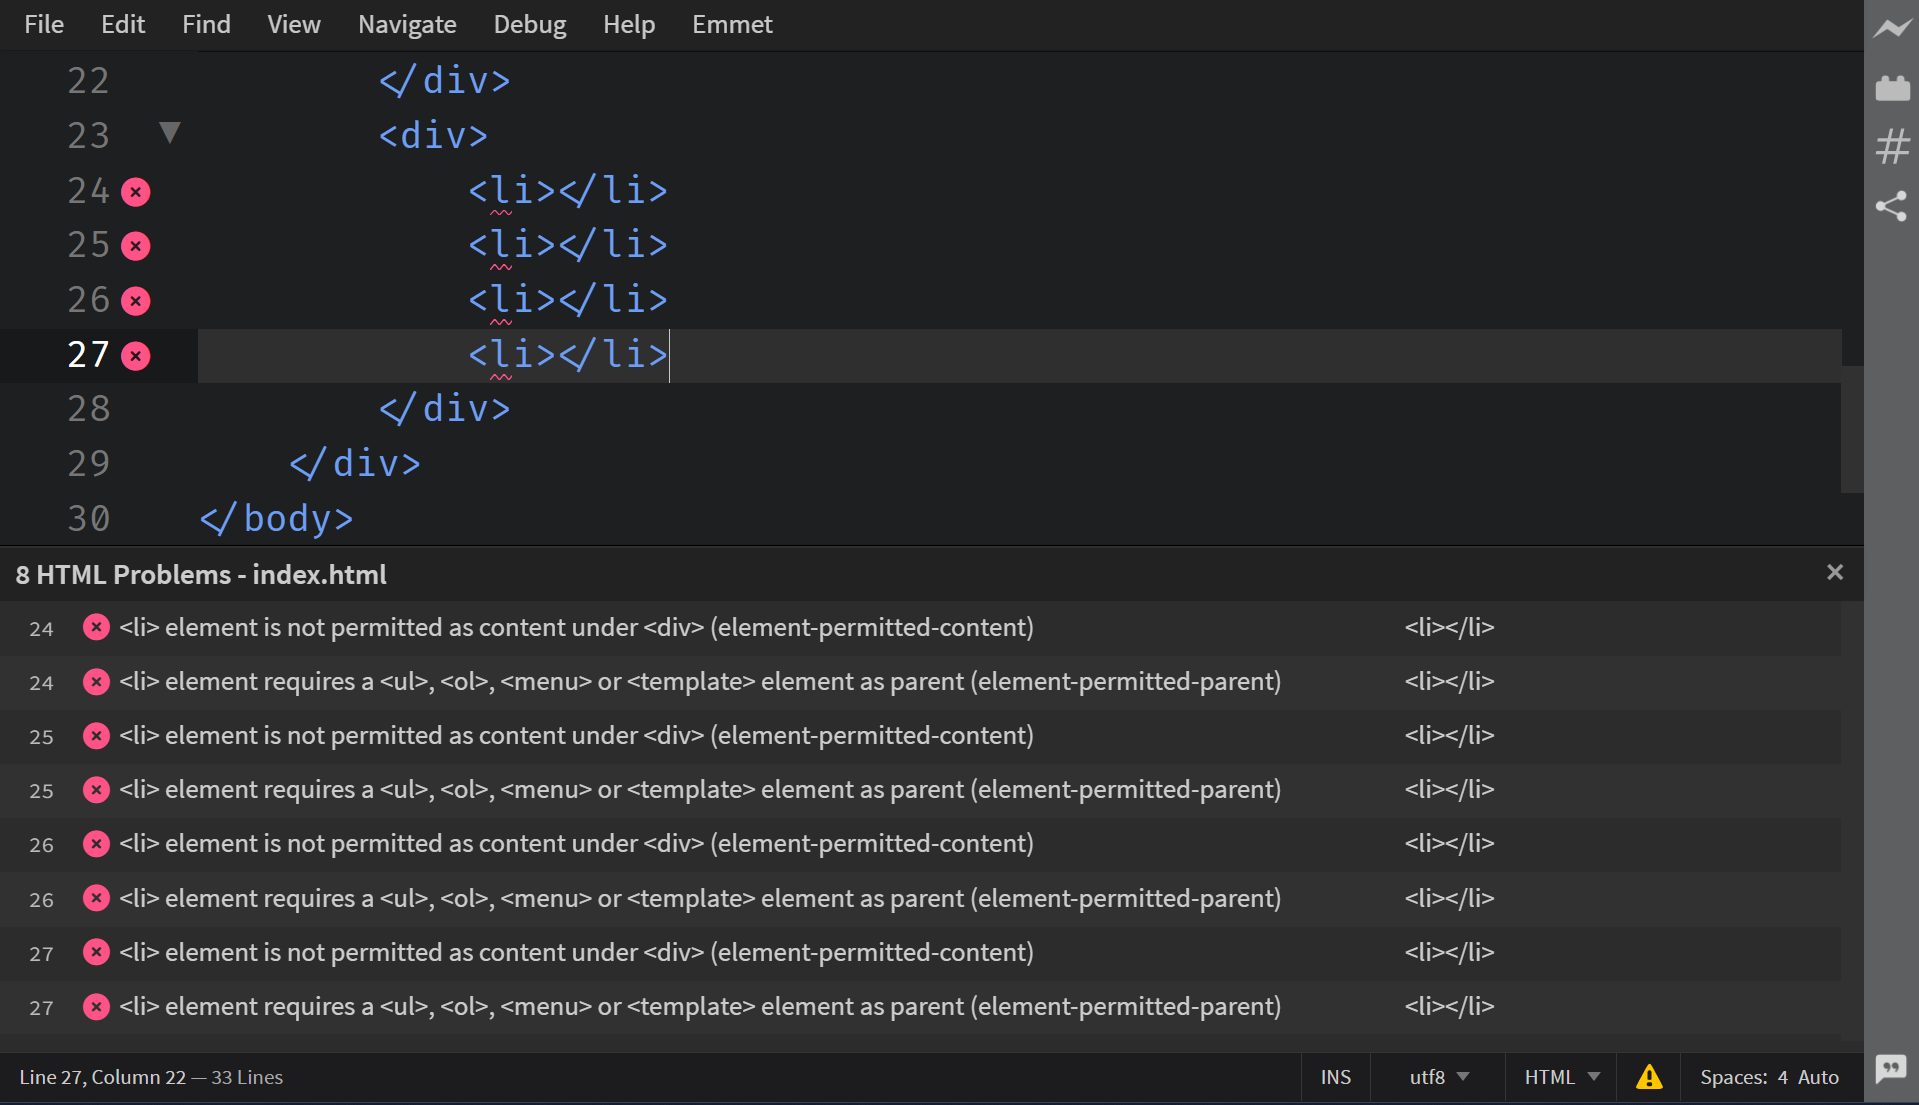 File Edit Find View Navigate Debug Help Emmet
22 </div>
23 <div>
24 <li></li>
25 <li></li>
26 <li></li>
27 <li></li>
28 </div>
29 </div>
30 </body>
8 HTML Problems - index.html
24 <li> element is not permitted as content under <div> (element-permitted-content) <li></li>
24 <li> element requires a <ul>, <ol>, <menu> or <template> element as parent (element-permitted-parent) <li></li>
25 <li> element is not permitted as content under <div> (element-permitted-content) <li></li>
25 <li> element requires a <ul>, <ol>, <menu> or <template> element as parent (element-permitted-parent) <li></li>
26 <li> element is not permitted as content under <div> (element-permitted-content) <li></li>
26 <li> element requires a <ul>, <ol>, <menu> or <template> element as parent (element-permitted-parent) <li></li>
27 <li> element is not permitted as content under <div> (element-permitted-content) <li></li>
27 <li> element requires a <ul>, <ol>, <menu> or <template> element as parent (element-permitted-parent) <li></li>
Line 27, Column 22 — 33 Lines INS utf8 HTML Spaces: 4 Auto